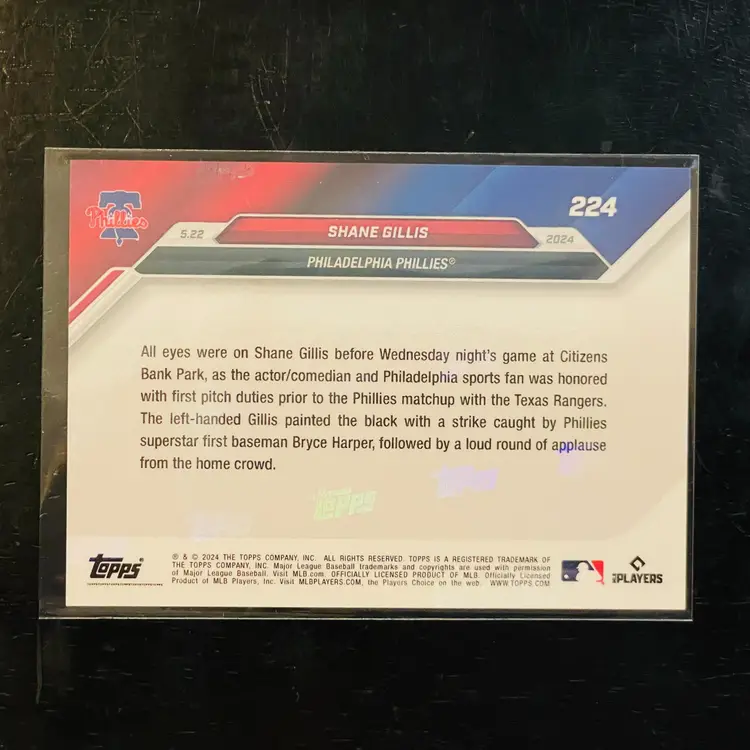 Phillies
224
5.22
SHANE GILLIS
2024
PHILADELPHIA PHILLIES®
All eyes were on Shane Gillis before Wednesday night's game at Citizens
Bank Park, as the actor/comedian and Philadelphia sports fan was honored
with first pitch duties prior to the Phillies matchup with the Texas Rangers.
The left-handed Gillis painted the black with a strike caught by Phillies
superstar first baseman Bryce Harper, followed by a loud round of applause
from the home crowd.
TOPPS
TOPPS®
® & © 2024 THE TOPPS COMPANY, INC. ALL RIGHTS RESERVED. TOPPS IS A REGISTERED TRADEMARK OF
THE TOPPS COMPANY, INC. Major League Baseball trademarks and copyrights are used with permission
of Major League Baseball. Visit MLB.com. OFFICIALLY LICENSED PRODUCT OF MLB. Officially Licensed
Product of MLB Players, Inc. Visit MLBPLAYERS.COM, the Players Choice on the web. WWW.TOPPS.COM
PLAYERS